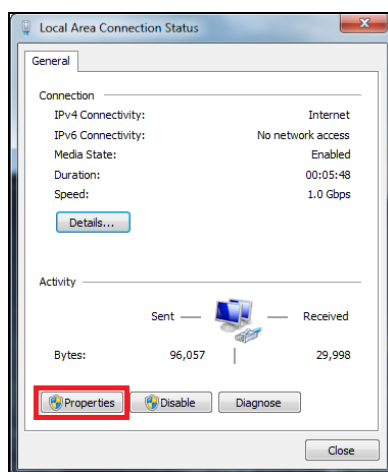 Local Area Connection Status
General
Connection
IPv4 Connectivity: Internet
IPv6 Connectivity: No network access
Media State: Enabled
Duration: 00:05:48
Speed: 1.0 Gbps
Details...
Activity
Sent Received
Bytes: 96,057 29,998
Properties Disable Diagnose
Close